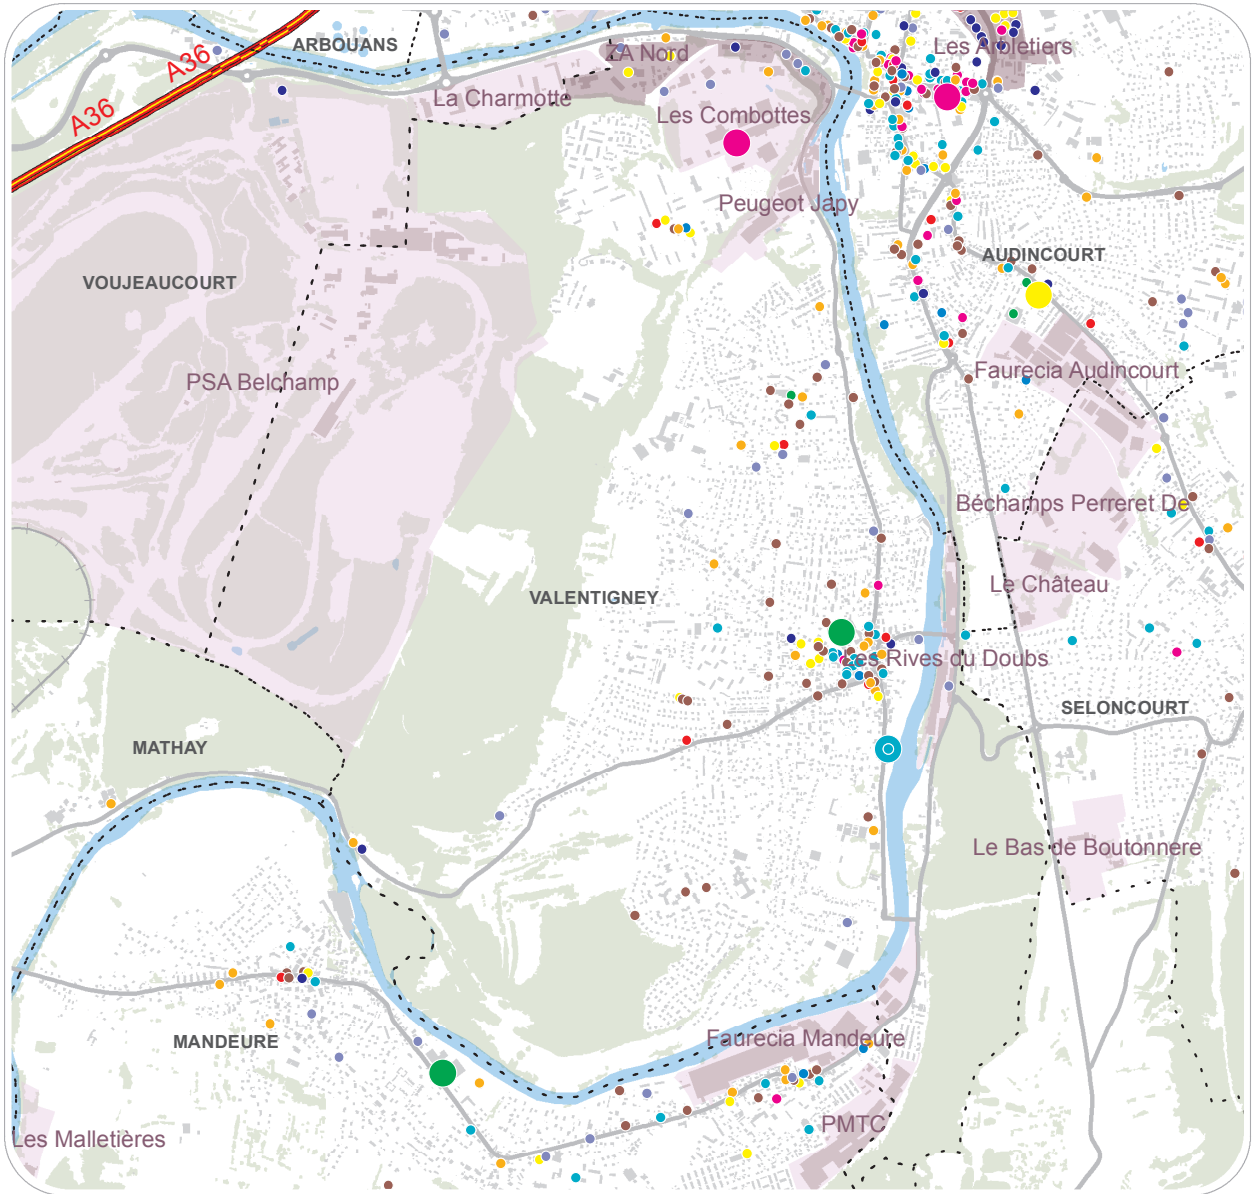 ARBOUANS
A36
ZA Nord
Les Arbletiers
La Charmotte
A36
Les Combottes
Peugeot Japy
AUDINCOURT
VOUJEAUCOURT
Faurecia Audincourt
PSA Belchamp
Béchamps Perreret De
Le Château
VALENTIGNEY
Les Rives du Doubs
SELONCOURT
MATHAY
Le Bas de Boutonnere
Faurecia Mandeure
MANDEURE
PMTC
Les Malletières